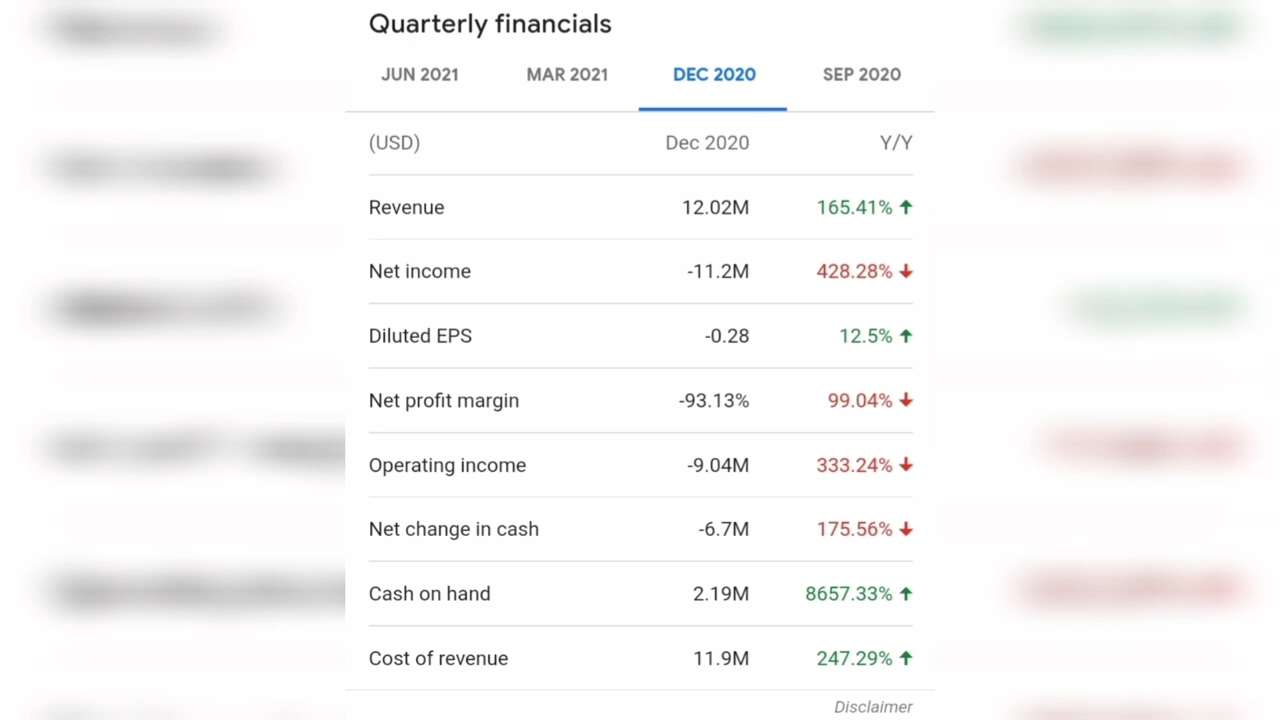 Quarterly financials
JUN 2021 MAR 2021 DEC 2020 SEP 2020
(USD) Dec 2020 Y/Y
Revenue 12.02M 165.41% ↑
Net income -11.2M 428.28% ↓
Diluted EPS -0.28 12.5% ↑
Net profit margin -93.13% 99.04% ↓
Operating income -9.04M 333.24% ↓
Net change in cash -6.7M 175.56% ↓
Cash on hand 2.19M 8657.33% ↑
Cost of revenue 11.9M 247.29% ↑
Disclaimer